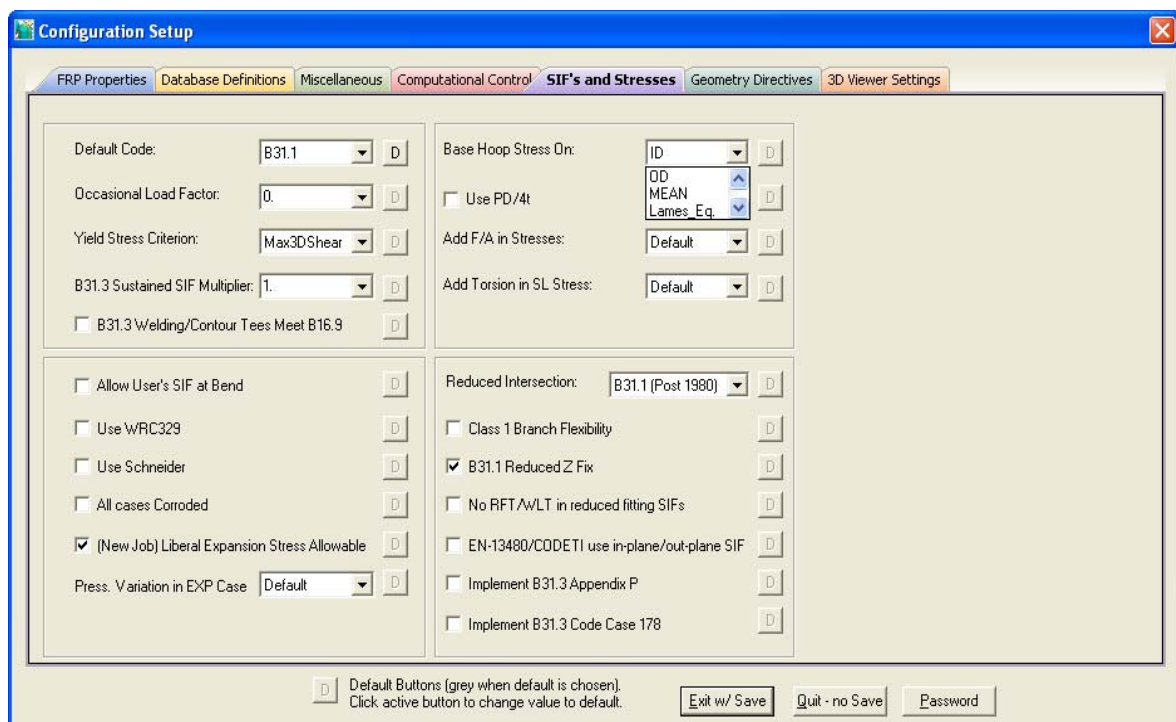 Configuration Setup
FRP Properties
Database Definitions
Miscellaneous
Computational Control
SIF's and Stresses
Geometry Directives
3D Viewer Settings
Default Code: B31.1 D
Occasional Load Factor: 0. D
Yield Stress Criterion: Max3DShear D
B31.3 Sustained SIF Multiplier: 1. D
B31.3 Welding/Contour Tees Meet B16.9 D
Base Hoop Stress On: ID D
OD
MEAN
Lames_Eq.
Use PD/4t D
Add F/A in Stresses: Default D
Add Torsion in SL Stress: Default D
Allow User's SIF at Bend D
Use WRC329 D
Use Schneider D
All cases Corroded D
(New Job) Liberal Expansion Stress Allowable D
Press. Variation in EXP Case Default D
Reduced Intersection: B31.1 (Post 1980) D
Class 1 Branch Flexibility D
B31.1 Reduced Z Fix D
No RFT/WLT in reduced fitting SIFs D
EN-13480/CODETI use in-plane/out-plane SIF D
Implement B31.3 Appendix P D
Implement B31.3 Code Case 178 D
D Default Buttons (grey when default is chosen).
Click active button to change value to default.
Exit w/ Save
Quit - no Save
Password